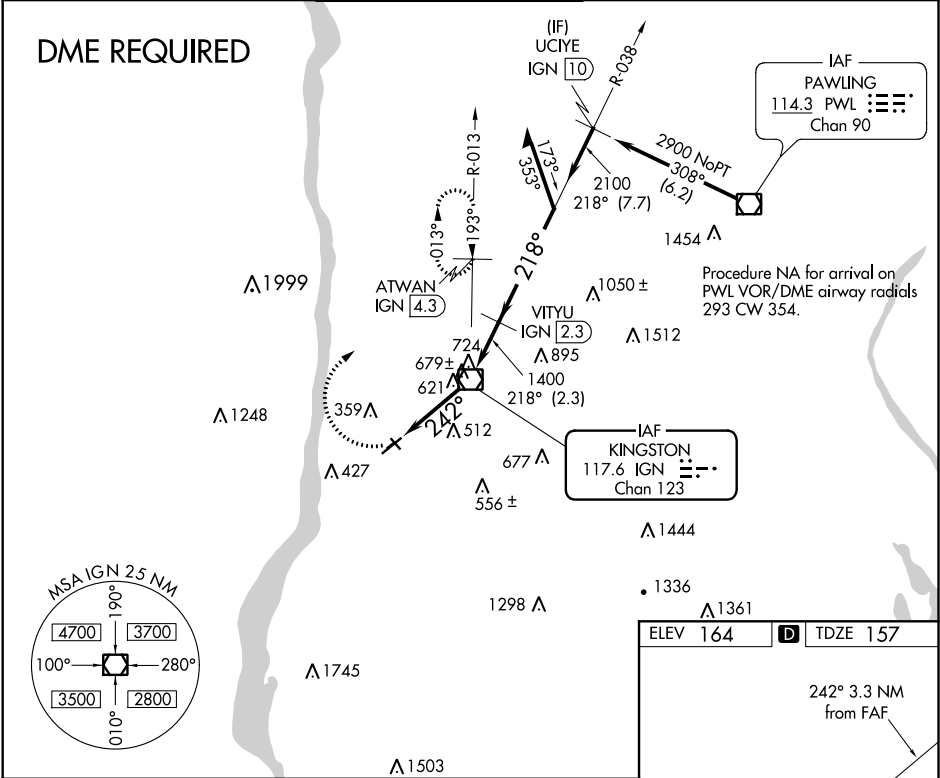 DME REQUIRED
(IF)
UCIYE
IGN 10
R-038
IAF
PAWLING
114.3 PWL
Chan 90
R-013
173°
353°
2900 NoPT
308°
(6.2)
2100
218° (7.7)
013°
193°
218°
1454
Procedure NA for arrival on
PWL VOR/DME airway radials
293 CW 354.
1999
ATWAN
IGN 4.3
1050 ±
VITYU
IGN 2.3
1512
724
895
679±
621
1400
218° (2.3)
1248
359
242°
512
IAF
KINGSTON
117.6 IGN
Chan 123
427
677
556 ±
1444
MSA IGN 25 NM
190°
4700
3700
100°
280°
3500
2800
010°
1336
1298
1361
ELEV 164 D TDZE 157
1745
242° 3.3 NM
from FAF
1503